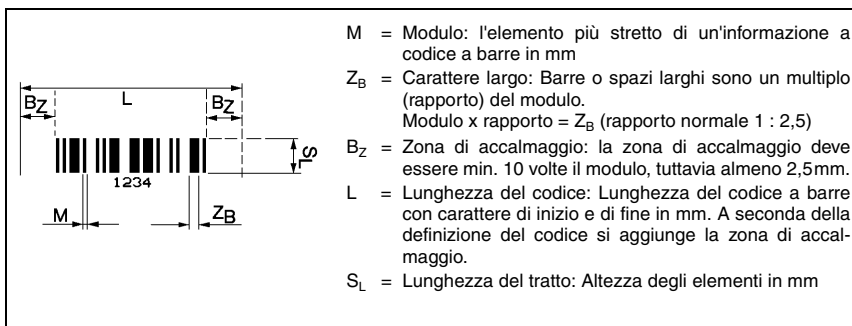 L
BZ
BZ
SL
1234
M
ZB
M = Modulo: l'elemento più stretto di un'informazione a
codice a barre in mm
ZB = Carattere largo: Barre o spazi larghi sono un multiplo
(rapporto) del modulo.
Modulo x rapporto = ZB (rapporto normale 1 : 2,5)
BZ = Zona di accalmaggio: la zona di accalmaggio deve
essere min. 10 volte il modulo, tuttavia almeno 2,5mm.
L = Lunghezza del codice: Lunghezza del codice a barre
con carattere di inizio e di fine in mm. A seconda della
definizione del codice si aggiunge la zona di accal-
maggio.
SL = Lunghezza del tratto: Altezza degli elementi in mm